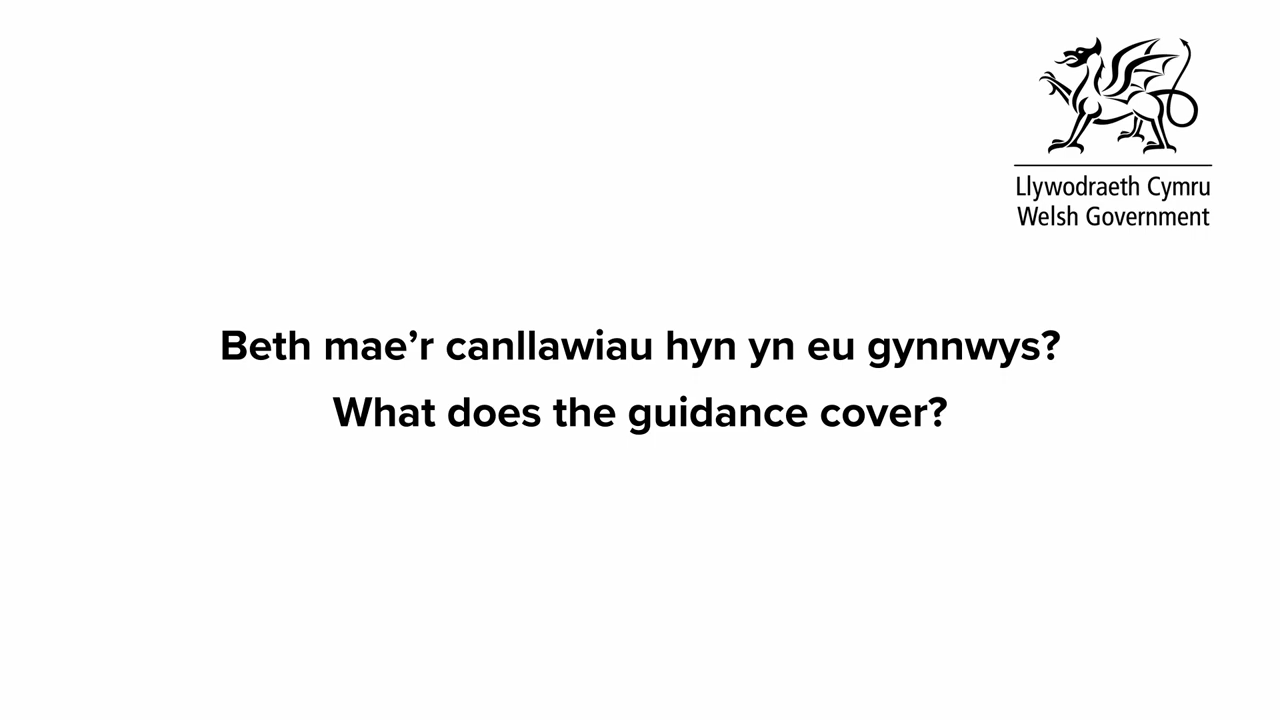 Llywodraeth Cymru
Welsh Government
Beth mae’r canllawiau hyn yn eu gynnwys?
What does the guidance cover?